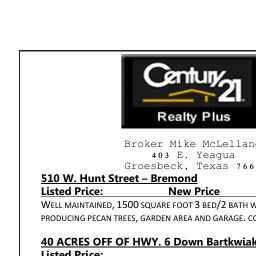 Century
21
Realty Plus
Broker Mike McLellan
403 E. Yeagua
Groesbeck, Texas 766
510 W. Hunt Street – Bremond
Listed Price: New Price
WELL MAINTAINED, 1500 SQUARE FOOT 3 BED/2 BATH W
PRODUCING PECAN TREES, GARDEN AREA AND GARAGE. CO
40 ACRES OFF OF HWY. 6 Down Bartkwiak
Listed Price: